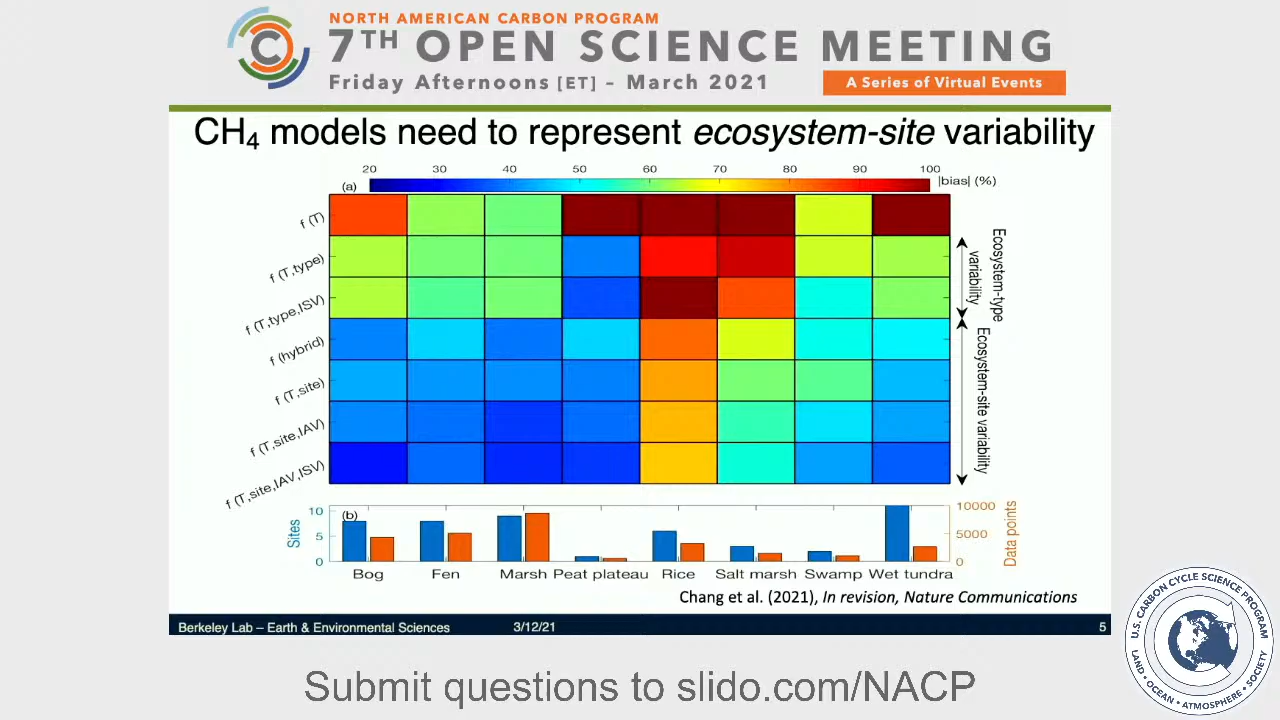 NORTH AMERICAN CARBON PROGRAM
7TH OPEN SCIENCE MEETING
Friday Afternoons [ET] – March 2021
A Series of Virtual Events
C
CH4 models need to represent ecosystem-site variability
20 30 40 50 60 70 80 90 100
(a)
|bias| (%)
f (T)
f (T,type)
f (T,type,ISV)
f (hybrid)
f (T,site)
f (T,site,IAV)
f (T,site,IAV,ISV)
Ecosystem-type
variability
Ecosystem-site variability
(b)
Sites
10
5
0
10000
5000
0
Data points
Bog Fen Marsh Peat plateau Rice Salt marsh Swamp Wet tundra
Chang et al. (2021), In revision, Nature Communications
Berkeley Lab – Earth & Environmental Sciences 3/12/21 5
Submit questions to slido.com/NACP
U.S. CARBON CYCLE SCIENCE PROGRAM
LAND • OCEAN • ATMOSPHERE • SOCIETY